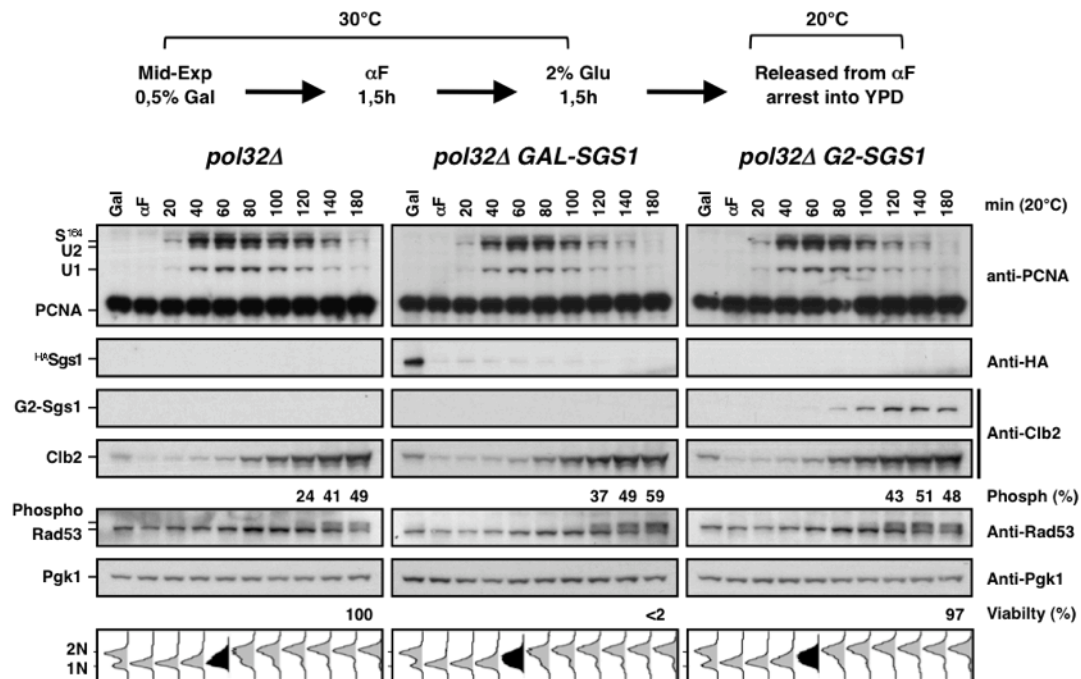 30°C 20°C
Mid-Exp αF 2% Glu Released from αF
0,5% Gal 1,5h 1,5h arrest into YPD
pol32Δ pol32Δ GAL-SGS1 pol32Δ G2-SGS1
Gal αF 20 40 60 80 100 120 140 180 Gal αF 20 40 60 80 100 120 140 180 Gal αF 20 40 60 80 100 120 140 180 min (20°C)
S¹⁶⁴
U2
U1 anti-PCNA
PCNA
ᴴᴬSgs1 Anti-HA
G2-Sgs1
Anti-Clb2
Clb2
24 41 49 37 49 59 43 51 48 Phosph (%)
Phospho
Rad53 Anti-Rad53
Pgk1 Anti-Pgk1
100 <2 97 Viabilty (%)
2N
1N